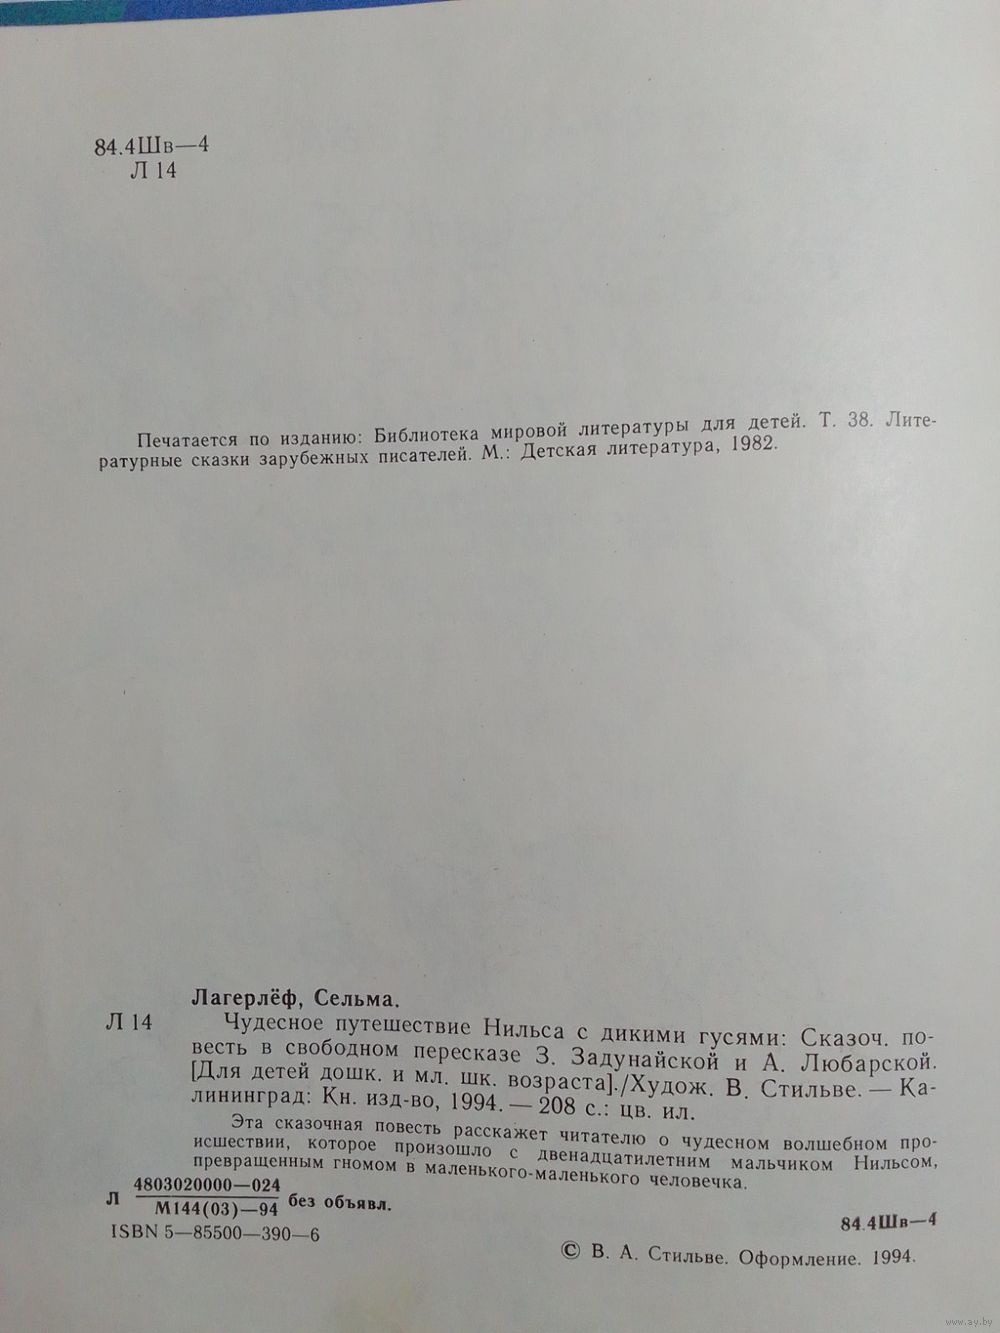 84.4Шв—4
Л 14
Печатается по изданию: Библиотека мировой литературы для детей. Т. 38. Лите-
ратурные сказки зарубежных писателей. М.: Детская литература, 1982.
Лагерлёф, Сельма.
Л 14 Чудесное путешествие Нильса с дикими гусями: Сказоч. по-
весть в свободном пересказе З. Задунайской и А. Любарской.
[Для детей дошк. и мл. шк. возраста]./Худож. В. Стильве. — Ка-
лининград: Кн. изд-во, 1994. — 208 с.: цв. ил.
Эта сказочная повесть расскажет читателю о чудесном волшебном про-
исшествии, которое произошло с двенадцатилетним мальчиком Нильсом,
превращенным гномом в маленького-маленького человечка.
Л 4803020000—024
М144(03)—94 без объявл.
84.4Шв—4
ISBN 5—85500—390—6
© В. А. Стильве. Оформление. 1994.
www.ay.by